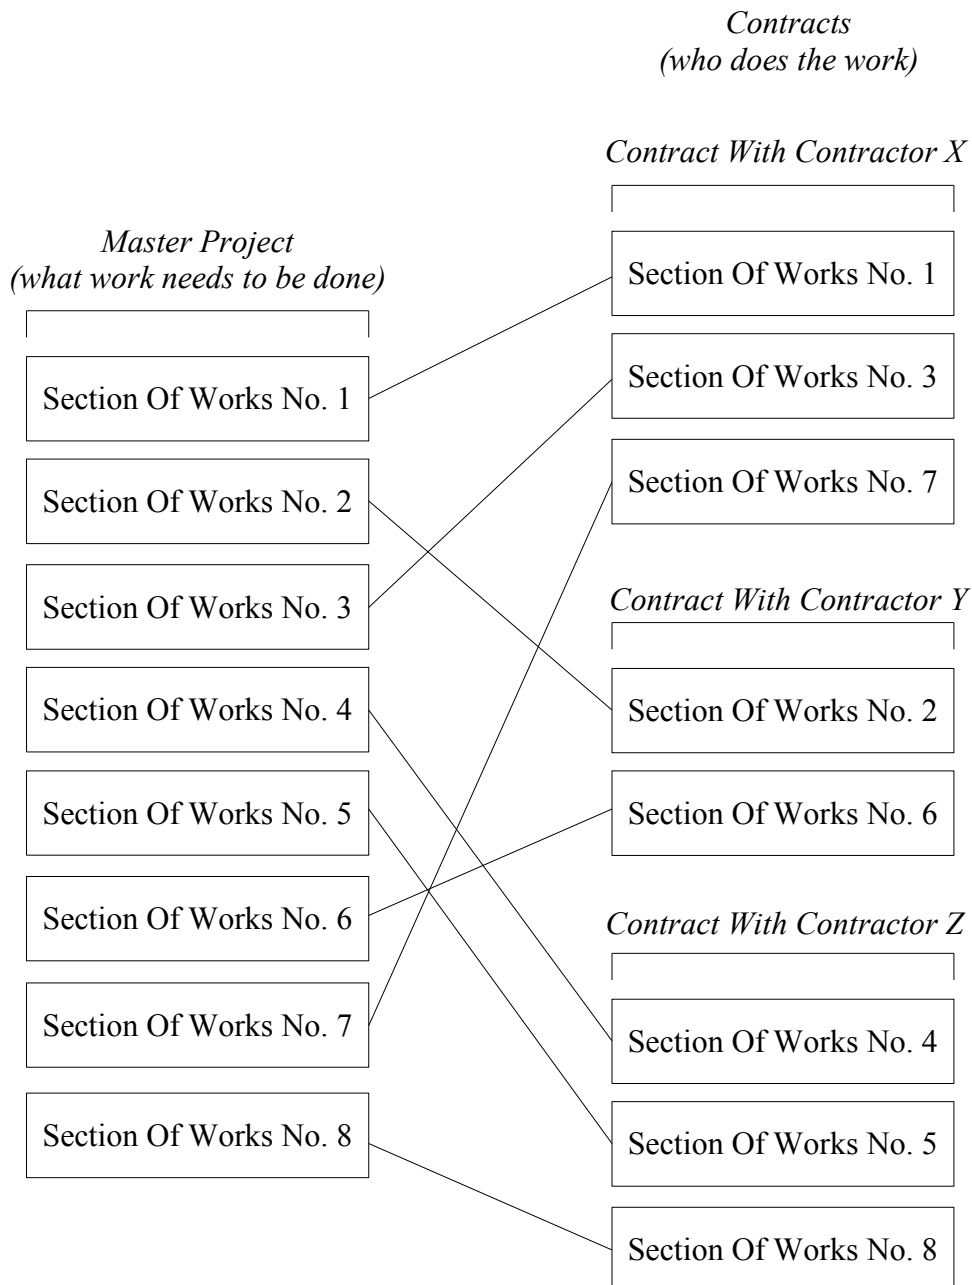 Contracts
(who does the work)
Contract With Contractor X
Section Of Works No. 1
Section Of Works No. 3
Section Of Works No. 7
Master Project
(what work needs to be done)
Section Of Works No. 1
Section Of Works No. 2
Section Of Works No. 3
Section Of Works No. 4
Section Of Works No. 5
Section Of Works No. 6
Section Of Works No. 7
Section Of Works No. 8
Contract With Contractor Y
Section Of Works No. 2
Section Of Works No. 6
Contract With Contractor Z
Section Of Works No. 4
Section Of Works No. 5
Section Of Works No. 8